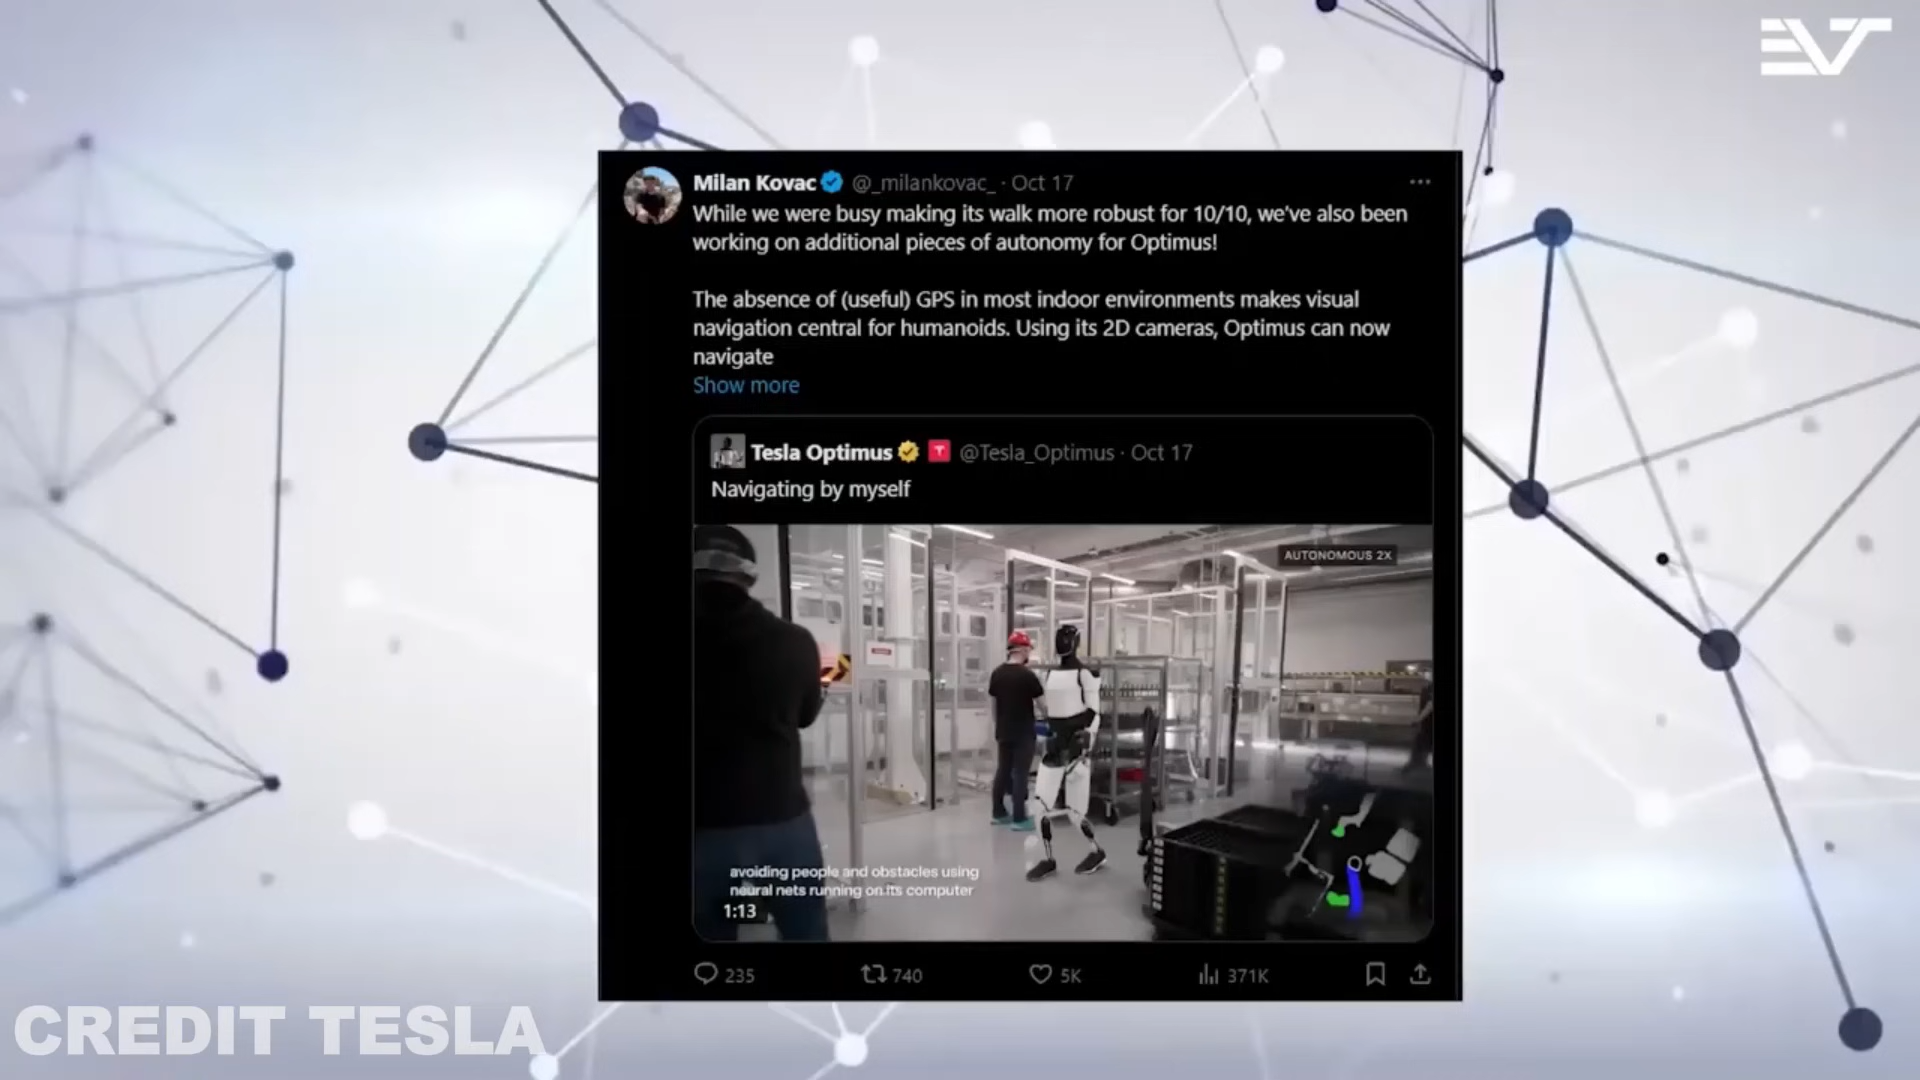 EVT
Milan Kovac @_milankovac_ · Oct 17
While we were busy making its walk more robust for 10/10, we've also been
working on additional pieces of autonomy for Optimus!
The absence of (useful) GPS in most indoor environments makes visual
navigation central for humanoids. Using its 2D cameras, Optimus can now
navigate
Show more
Tesla Optimus @Tesla_Optimus · Oct 17
Navigating by myself
AUTONOMOUS 2X
avoiding people and obstacles using
neural nets running on its computer
1:13
235 740 5K 371K
CREDIT TESLA